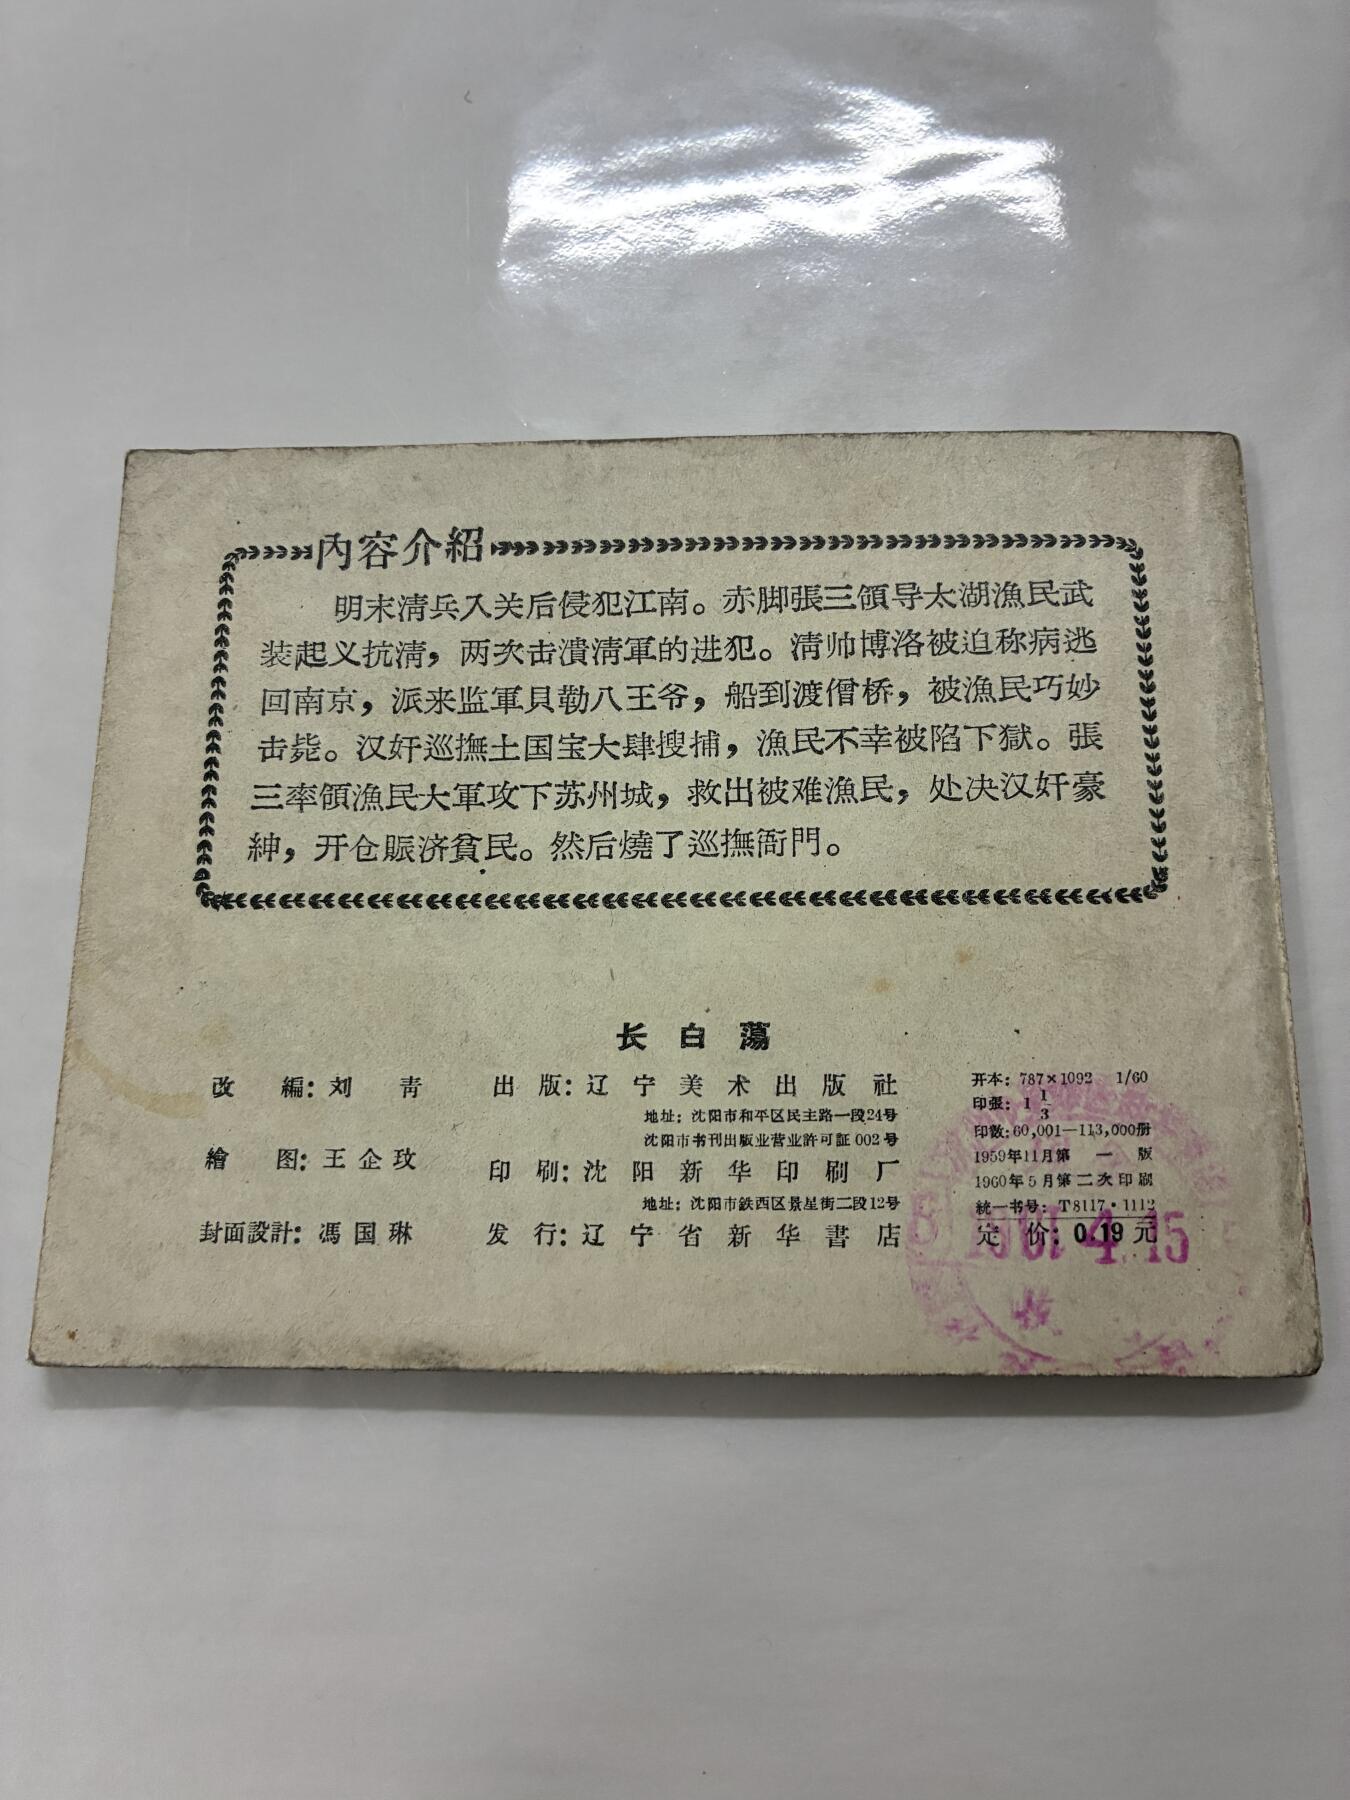 內容介紹
明末淸兵入关后侵犯江南。赤脚張三領导太湖漁民武
装起义抗淸，两次击潰淸軍的进犯。淸帅博洛被迫称病逃
回南京，派来监軍貝勒八王爷，船到渡僧桥，被漁民巧妙
击毙。汉奸巡撫土国宝大肆搜捕，漁民不幸被陷下獄。張
三率領漁民大軍攻下苏州城，救出被难漁民，处决汉奸豪
紳，开仓賑济貧民。然后燒了巡撫衙門。
长白蕩
改編：刘青
繪图：王企玫
封面設計：馮国琳
出版：辽宁美术出版社
地址：沈阳市和平区民主路一段24号
沈阳市书刊出版业营业許可証002号
印刷：沈阳新华印刷厂
地址：沈阳市鉄西区景星街二段12号
发行：辽宁省新华書店
开本：787×1092 1/60
印張：1 1/3
印数：60,001—113,000册
1959年11月第一版
1960年5月第二次印刷
統一书号：T8117·1112
定价：0.19元
4.15